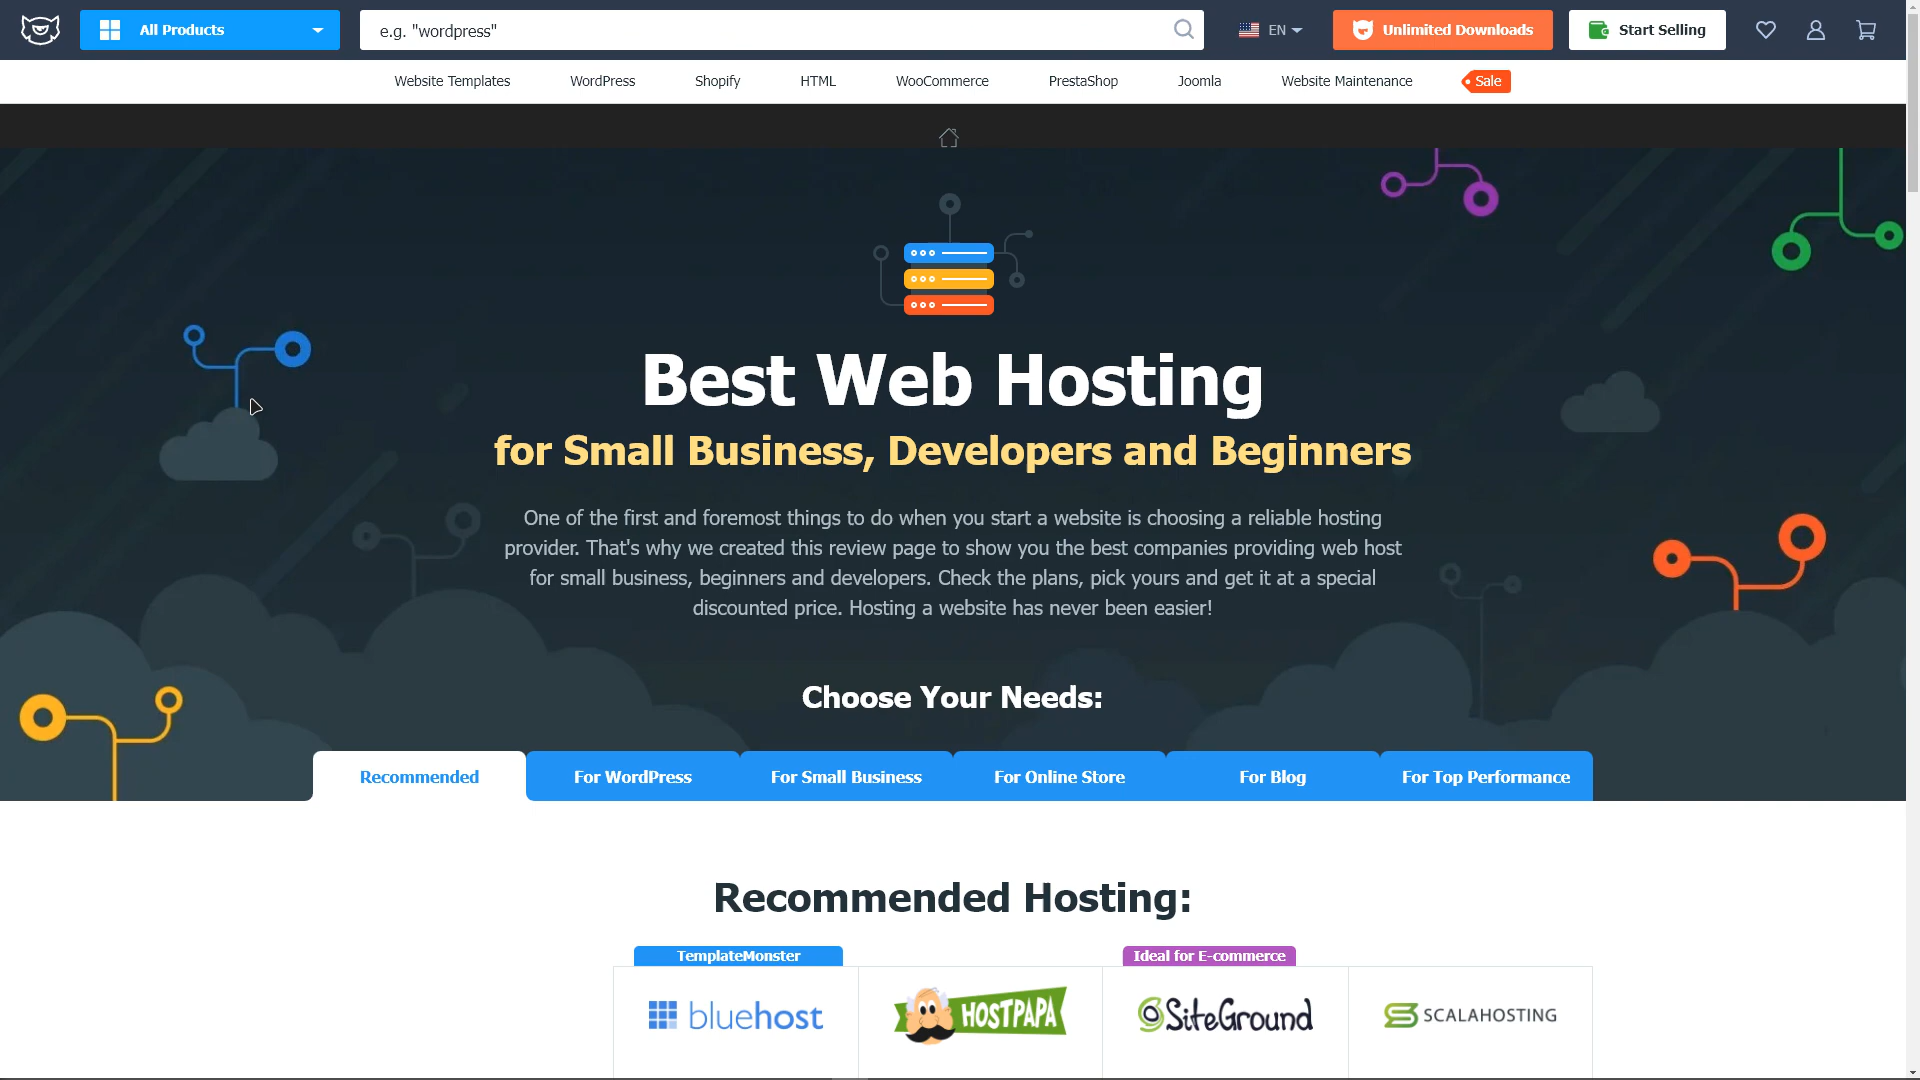 All Products
e.g. "wordpress"
EN
Unlimited Downloads
Start Selling
Website Templates
WordPress
Shopify
HTML
WooCommerce
PrestaShop
Joomla
Website Maintenance
Sale
Best Web Hosting
for Small Business, Developers and Beginners
One of the first and foremost things to do when you start a website is choosing a reliable hosting
provider. That's why we created this review page to show you the best companies providing web host
for small business, beginners and developers. Check the plans, pick yours and get it at a special
discounted price. Hosting a website has never been easier!
Choose Your Needs:
Recommended
For WordPress
For Small Business
For Online Store
For Blog
For Top Performance
Recommended Hosting:
TemplateMonster
Ideal for E-commerce
bluehost
HOSTPAPA
SiteGround
SCALAHOSTING